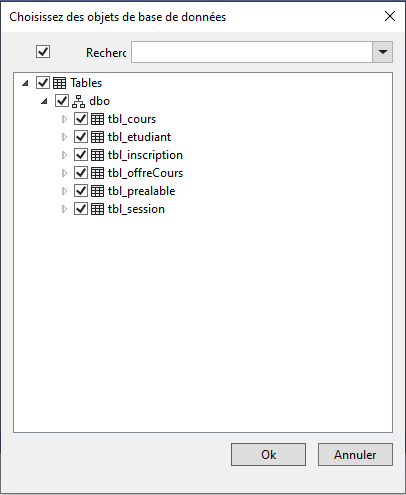 Choisissez des objets de base de données
Recherc
Tables
dbo
tbl_cours
tbl_etudiant
tbl_inscription
tbl_offreCours
tbl_prealable
tbl_session
Ok
Annuler